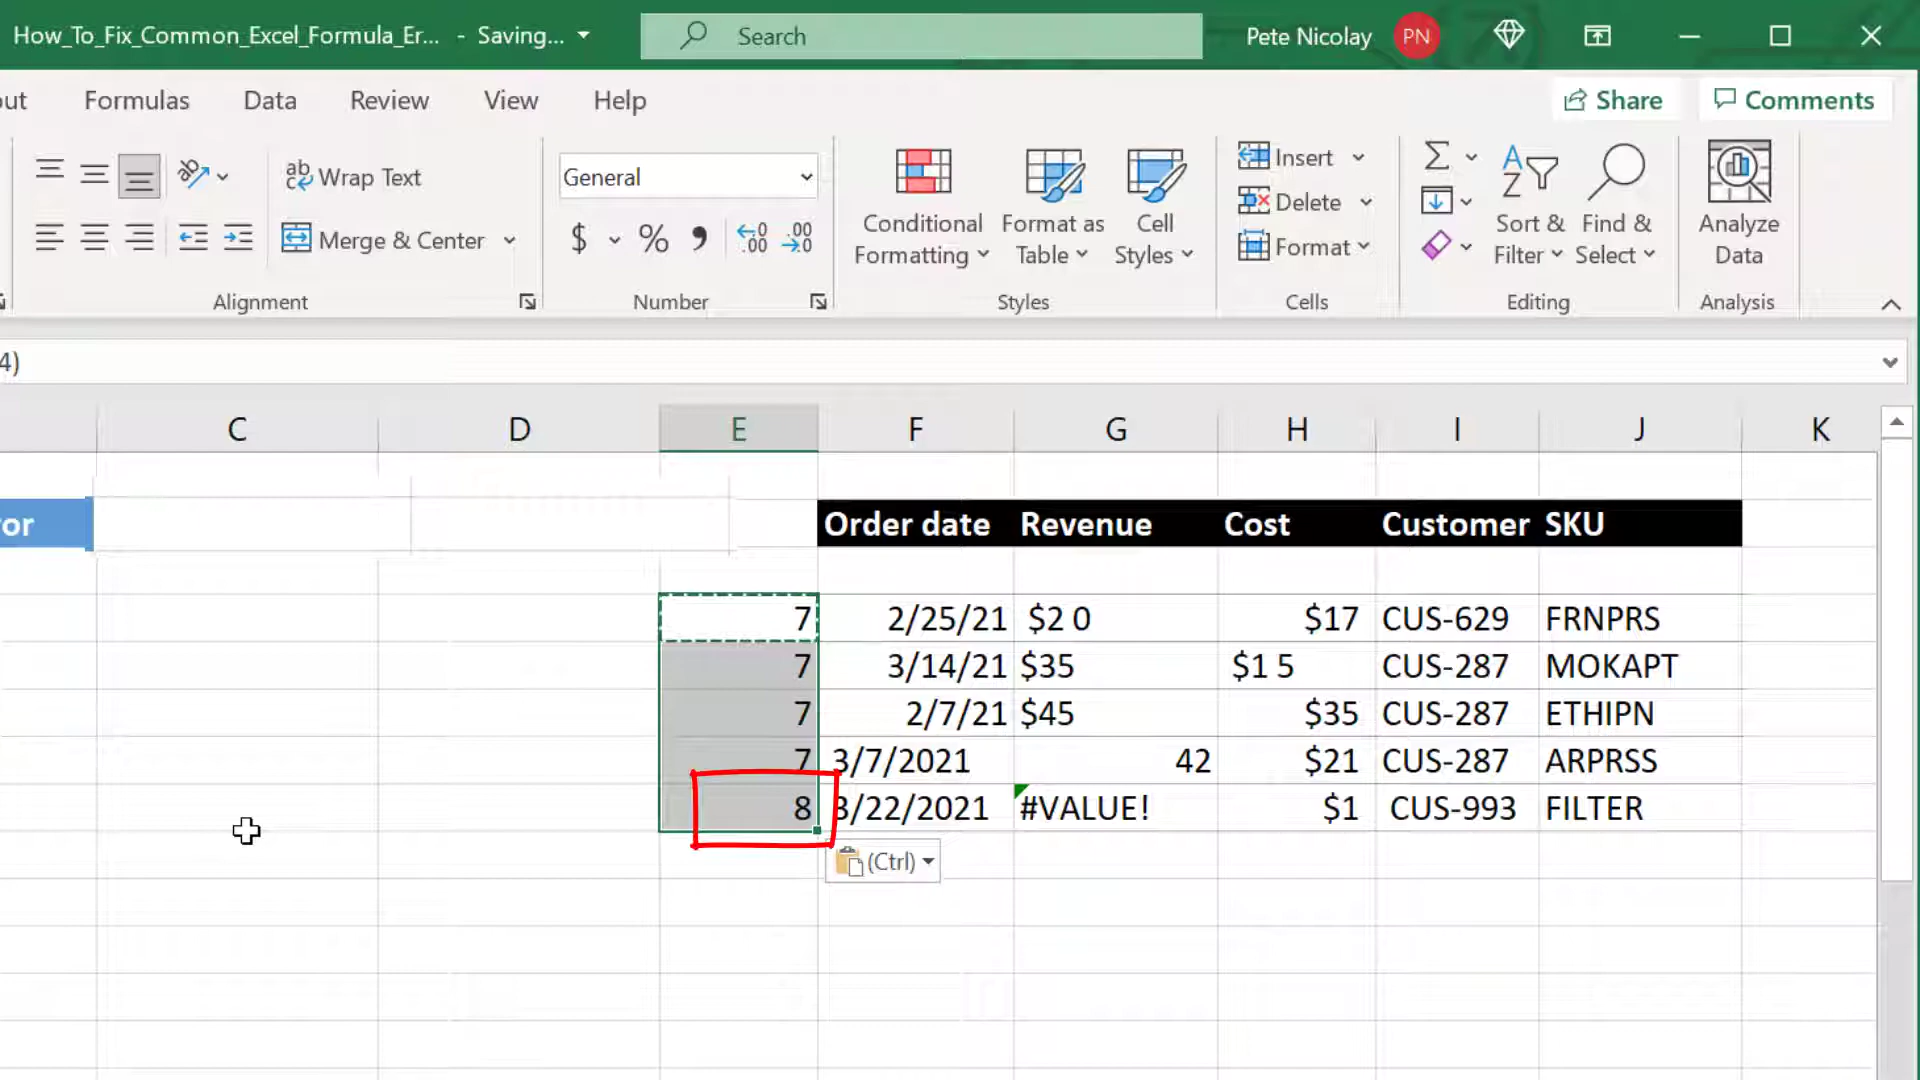 How_To_Fix_Common_Excel_Formula_Er... - Saving...
Search
Pete Nicolay PN
out Formulas Data Review View Help
Share Comments
Wrap Text
Merge & Center
Alignment
General
$ % , .00 .00
Number
Conditional Formatting
Format as Table
Cell Styles
Styles
Insert
Delete
Format
Cells
Sort & Filter
Find & Select
Editing
Analyze Data
Analysis
4)
C D E F G H I J K
or Order date Revenue Cost Customer SKU
7 2/25/21 $2 0 $17 CUS-629 FRNPRS
7 3/14/21 $35 $1 5 CUS-287 MOKAPT
7 2/7/21 $45 $35 CUS-287 ETHIPN
7 3/7/2021 42 $21 CUS-287 ARPRSS
8 3/22/2021 #VALUE! $1 CUS-993 FILTER
(Ctrl)